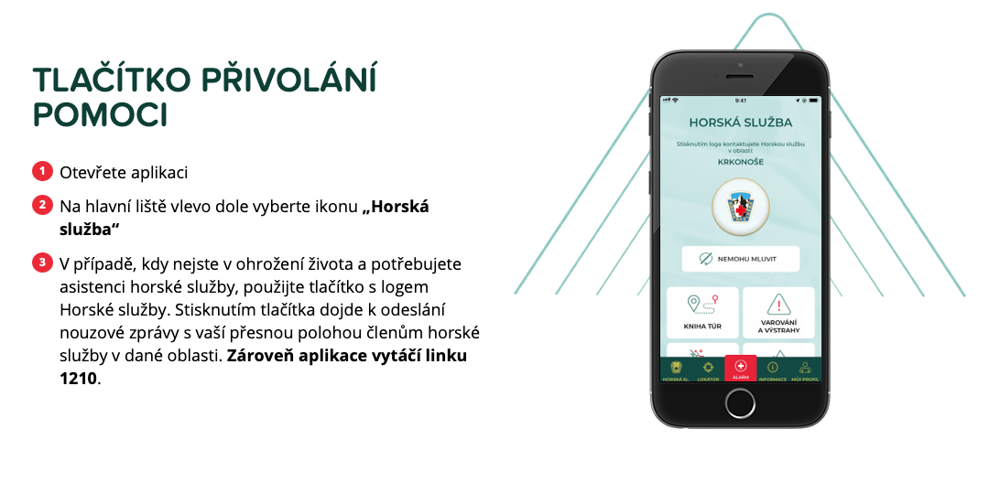 TLAČÍTKO PŘIVOLÁNÍ
POMOCI
1 Otevřete aplikaci
2 Na hlavní liště vlevo dole vyberte ikonu „Horská
služba“
3 V případě, kdy nejste v ohrožení života a potřebujete
asistenci horské služby, použijte tlačítko s logem
Horské služby. Stisknutím tlačítka dojde k odeslání
nouzové zprávy s vaší přesnou polohou členům horské
služby v dané oblasti. Zároveň aplikace vytáčí linku
1210.
9:41
HORSKÁ SLUŽBA
Stisknutím loga kontaktujete Horskou službu
v oblasti:
KRKONOŠE
NEMOHU MLUVIT
KNIHA TÚR
VAROVÁNÍ
A VÝSTRAHY
HORSKÁ SL. LOKÁTOR ALARM INFORMACE MŮJ PROFIL